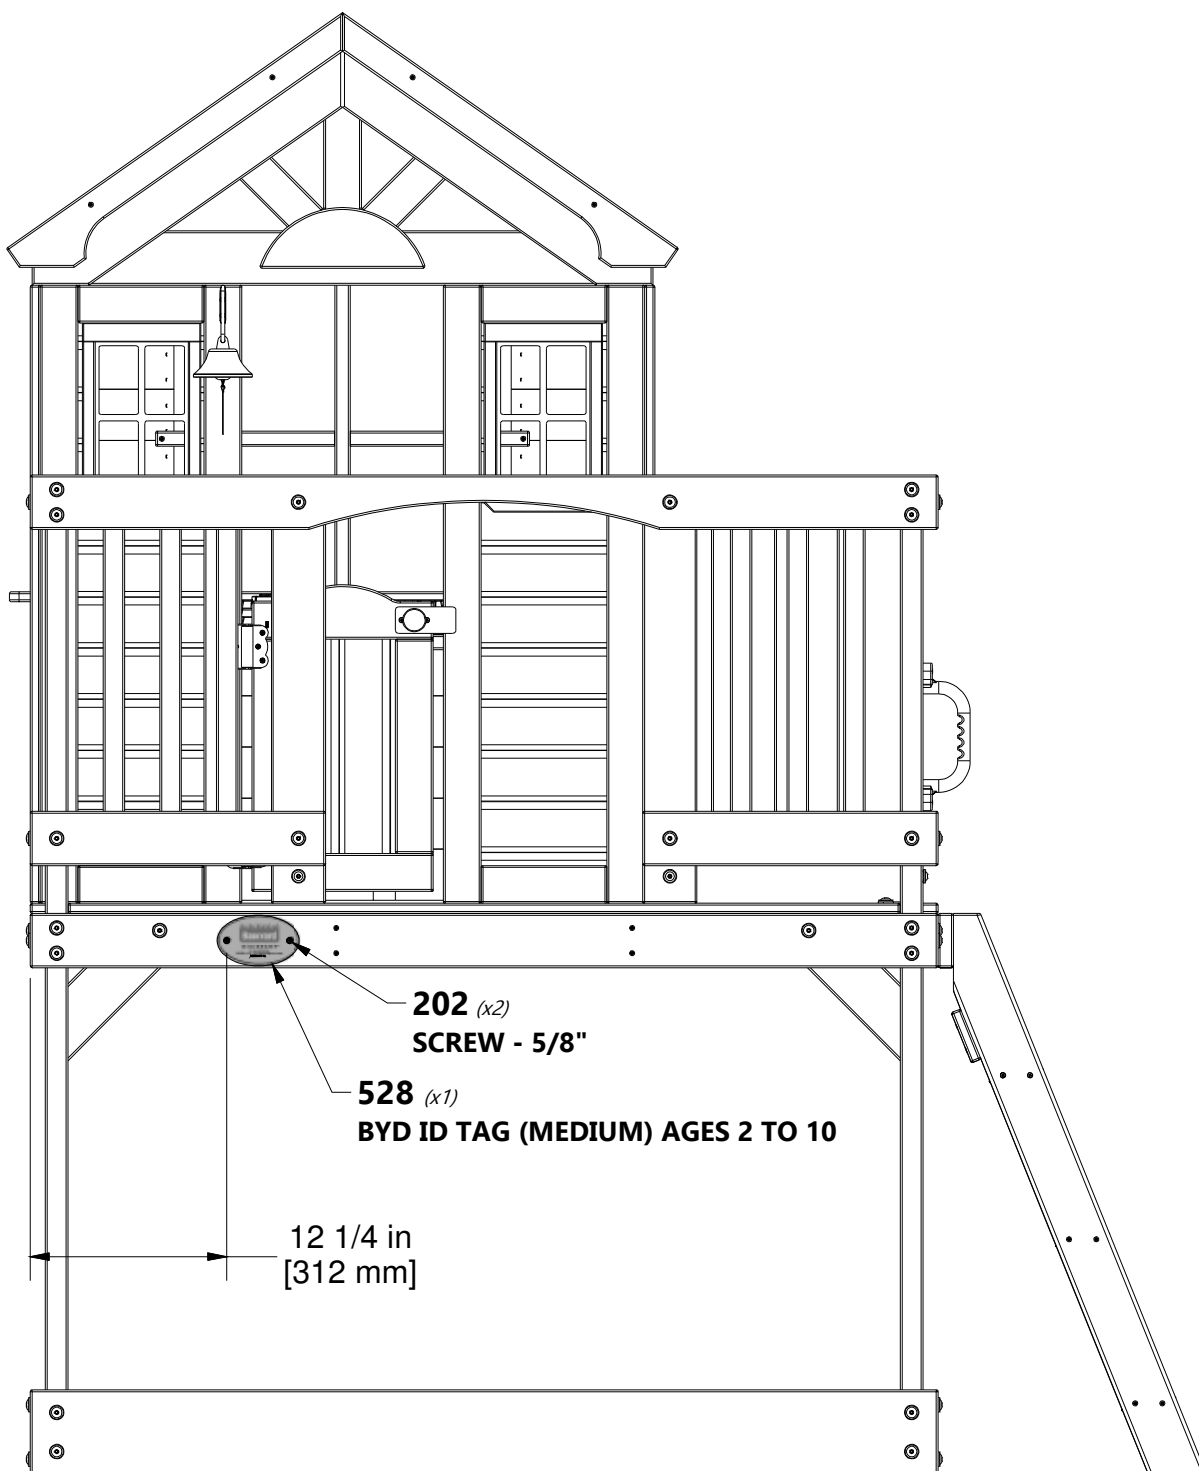 202 (x2)
SCREW - 5/8"
528 (x1)
BYD ID TAG (MEDIUM) AGES 2 TO 10
12 1/4 in
[312 mm]